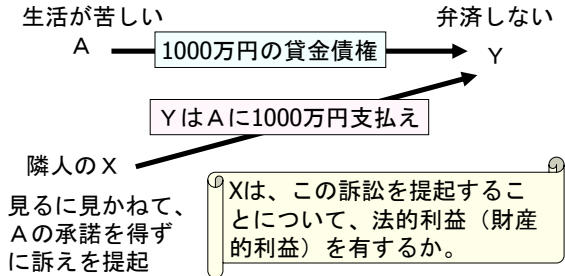 生活が苦しい
弁済しない
A
1000万円の貸金債権
Y
YはAに1000万円支払え
隣人のX
見るに見かねて、
Aの承諾を得ず
に訴えを提起
Xは、この訴訟を提起するこ
とについて、法的利益（財産
的利益）を有するか。